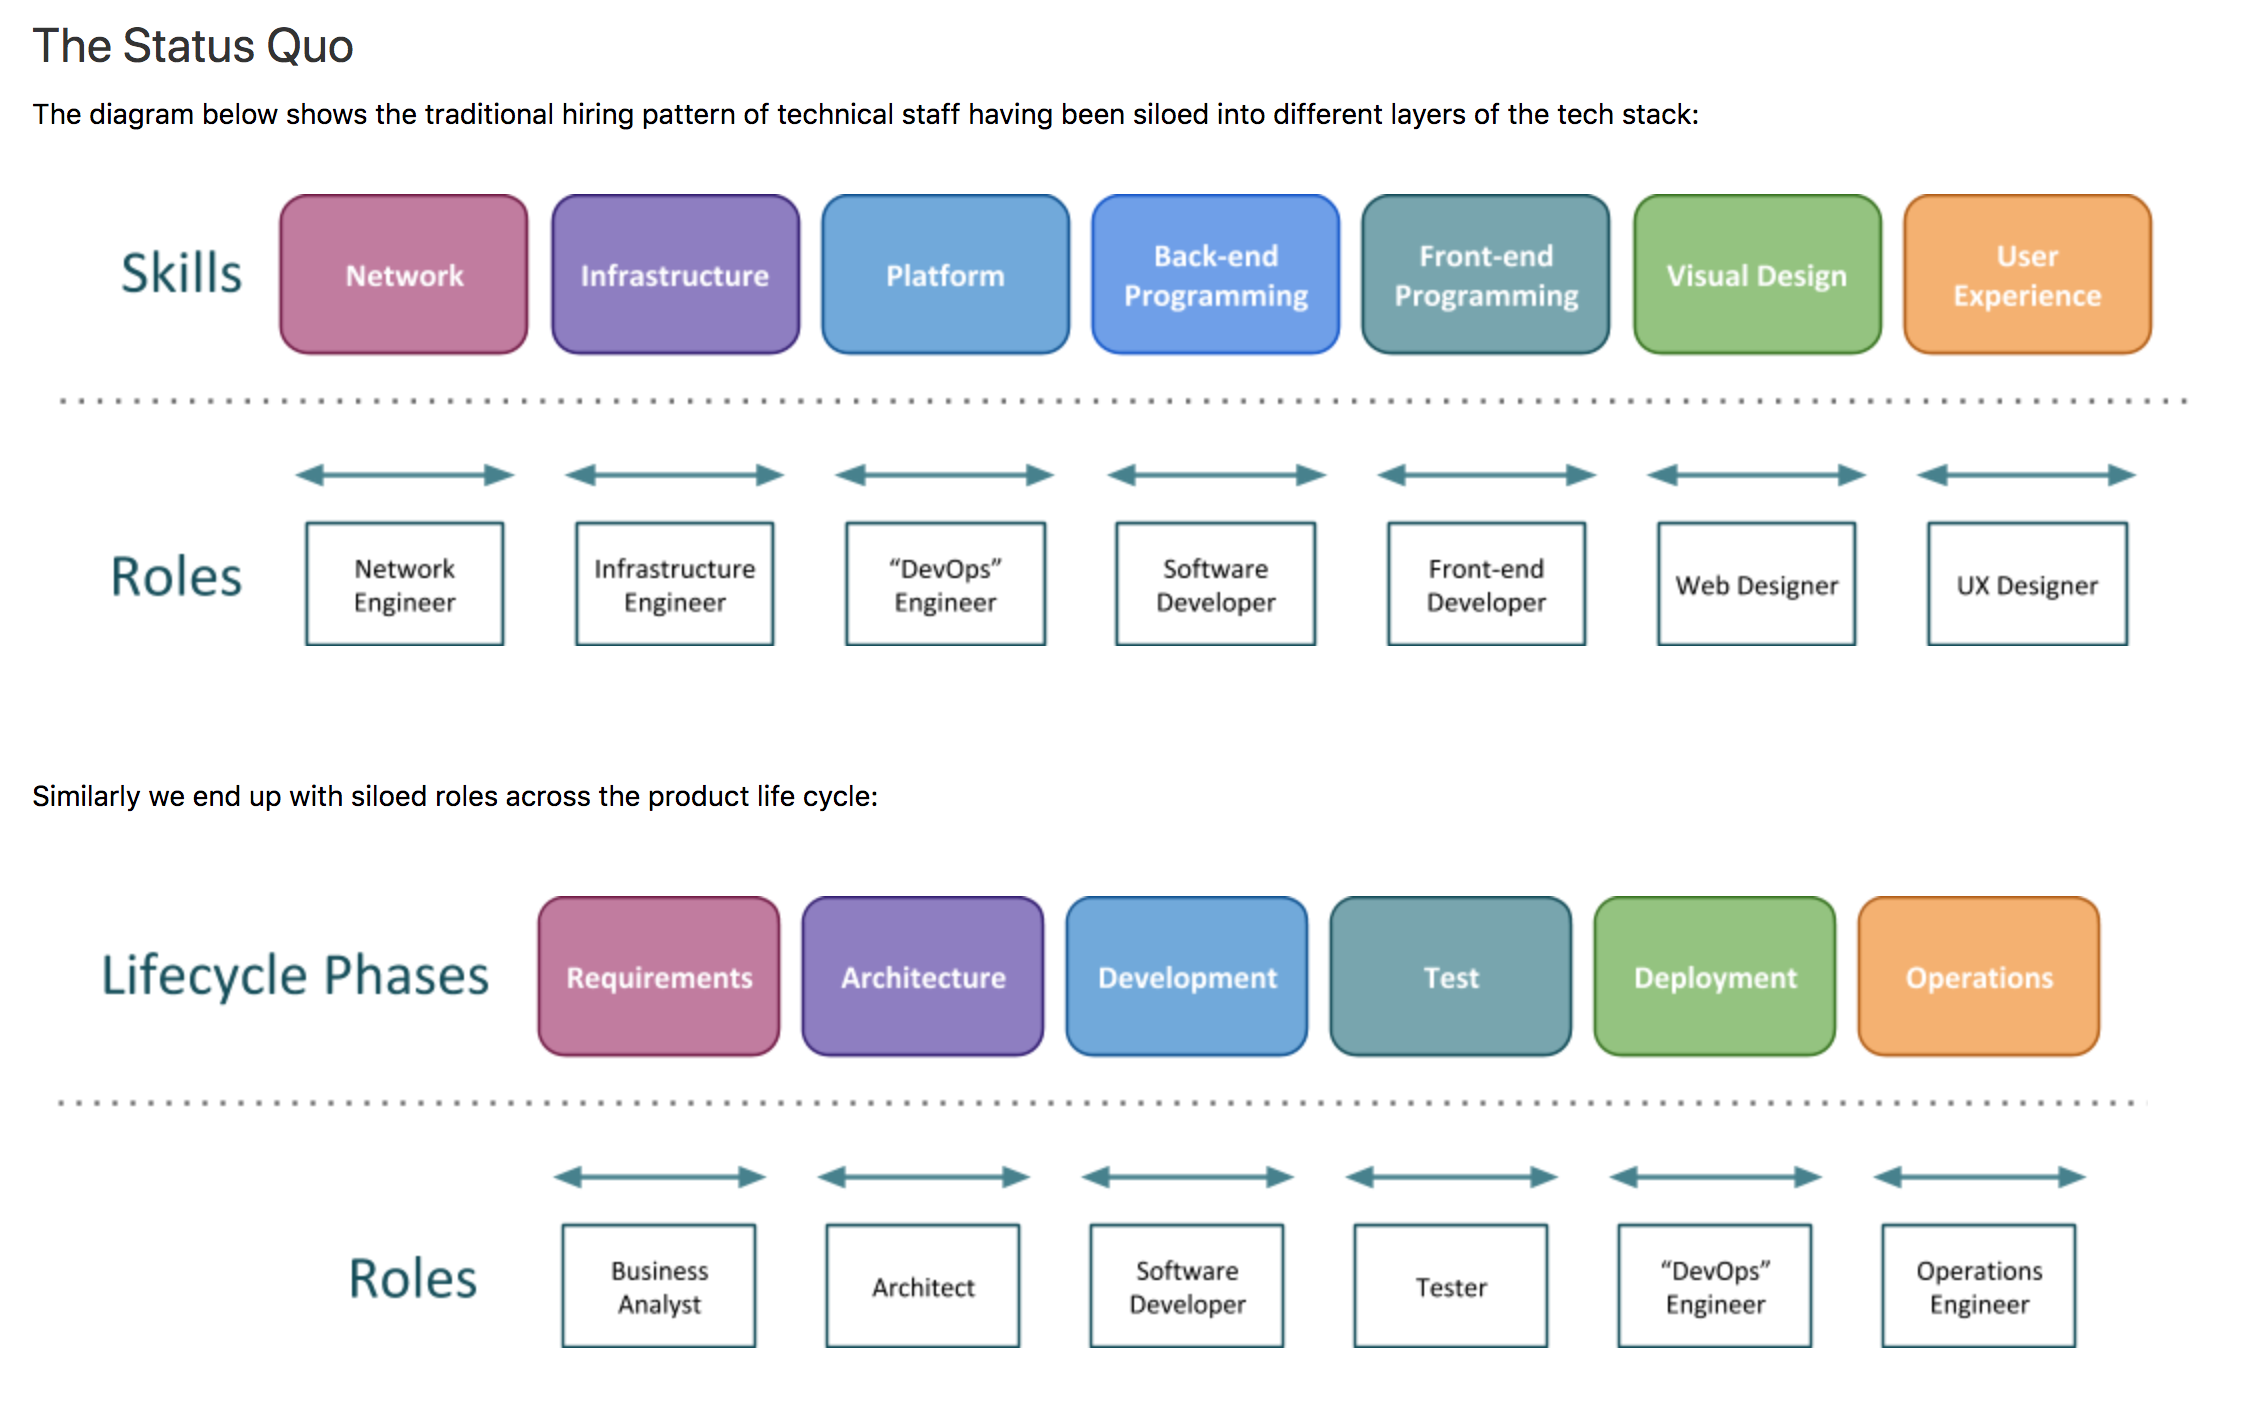 The Status Quo
The diagram below shows the traditional hiring pattern of technical staff having been siloed into different layers of the tech stack:
Skills
Network
Infrastructure
Platform
Back-end
Programming
Front-end
Programming
Visual Design
User
Experience
Roles
Network
Engineer
Infrastructure
Engineer
“DevOps”
Engineer
Software
Developer
Front-end
Developer
Web Designer
UX Designer
Similarly we end up with siloed roles across the product life cycle:
Lifecycle Phases
Requirements
Architecture
Development
Test
Deployment
Operations
Roles
Business
Analyst
Architect
Software
Developer
Tester
“DevOps”
Engineer
Operations
Engineer